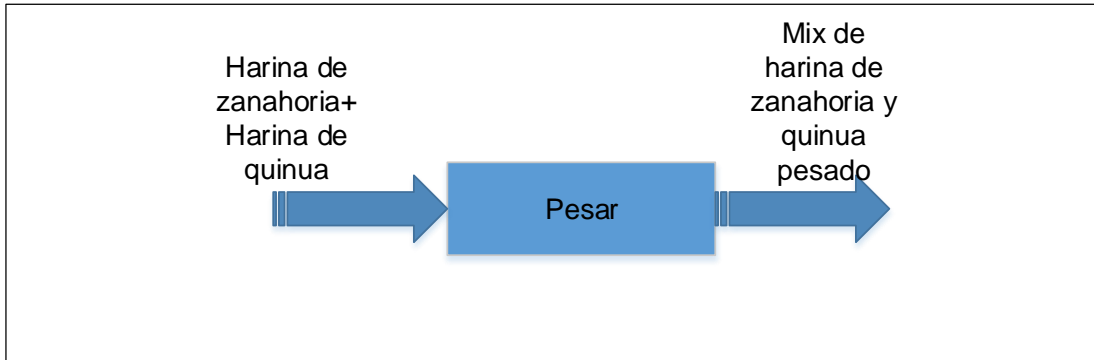 Harina de
zanahoria+
Harina de
quinua
Pesar
Mix de
harina de
zanahoria y
quinua
pesado